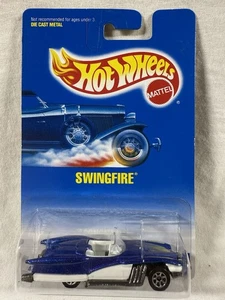 Not recommended for ages under 3.
DIE CAST METAL
Hot Wheels
MATTEL
SWINGFIRE